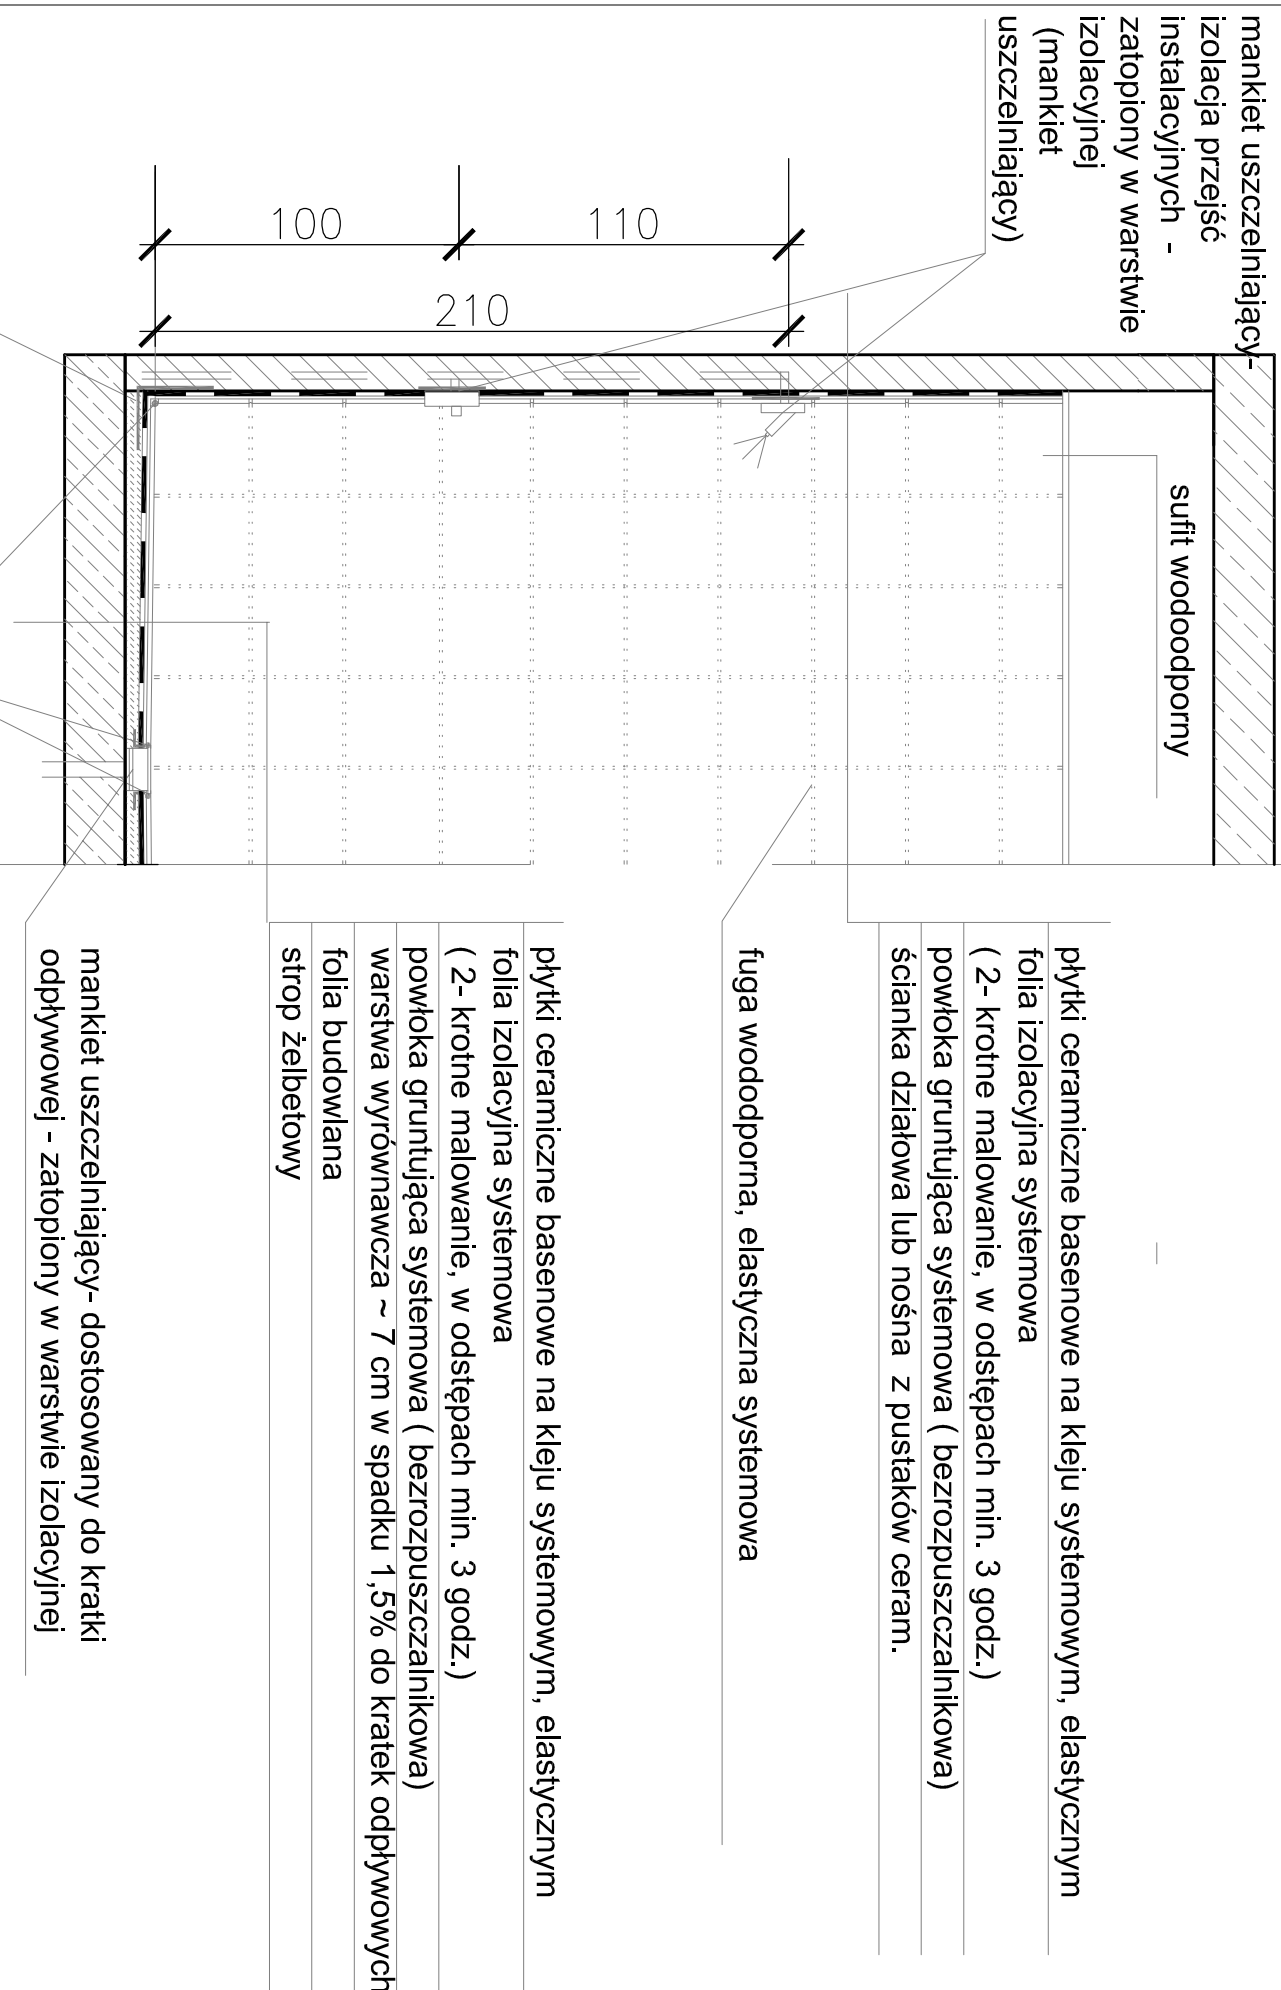 mankiet uszczelniający-
izolacja przejść
instalacyjnych -
zatopiony w warstwie
izolacyjnej
(mankiet
uszczelniający)
sufit wodoodporny
110
100
210
płytki ceramiczne basenowe na kleju systemowym, elastycznym
folia izolacyjna systemowa
( 2- krotne malowanie, w odstępach min. 3 godz.)
powłoka gruntująca systemowa ( bezrozpuszczalnikowa)
ścianka działowa lub nośna z pustaków ceram.
fuga wododporna, elastyczna systemowa
płytki ceramiczne basenowe na kleju systemowym, elastycznym
folia izolacyjna systemowa
( 2- krotne malowanie, w odstępach min. 3 godz.)
powłoka gruntująca systemowa ( bezrozpuszczalnikowa)
warstwa wyrównawcza ~ 7 cm w spadku 1,5% do kratek odpływowych
folia budowlana
strop żelbetowy
mankiet uszczelniający- dostosowany do kratki
odpływowej - zatopiony w warstwie izolacyjnej